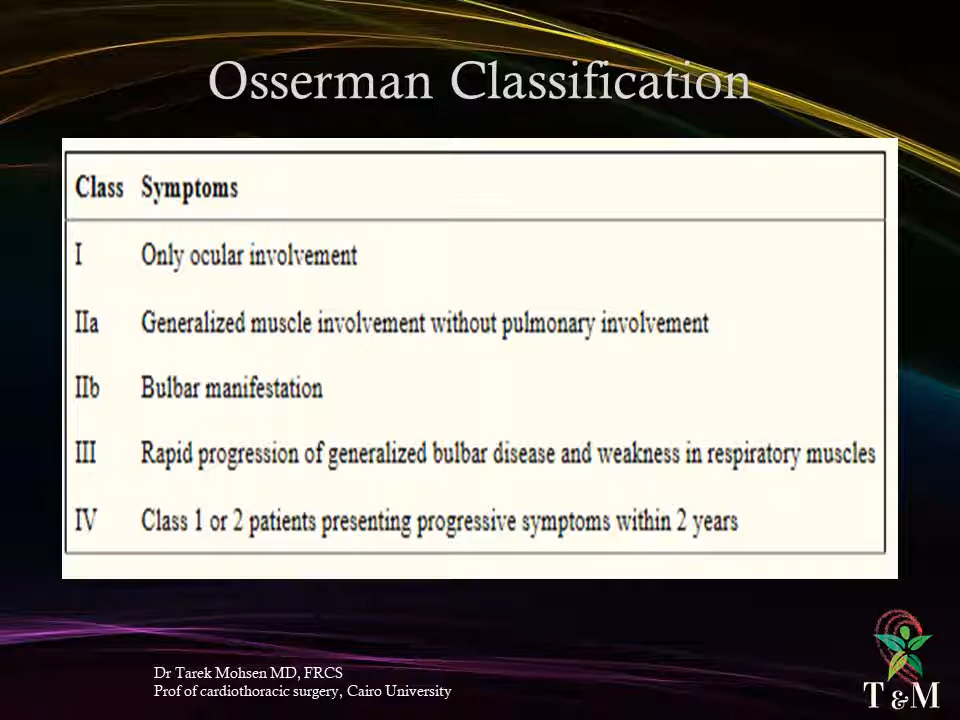 Osserman Classification
Class Symptoms
I Only ocular involvement
IIa Generalized muscle involvement without pulmonary involvement
IIb Bulbar manifestation
III Rapid progression of generalized bulbar disease and weakness in respiratory muscles
IV Class 1 or 2 patients presenting progressive symptoms within 2 years
Dr Tarek Mohsen MD, FRCS
Prof of cardiothoracic surgery, Cairo University
T & M